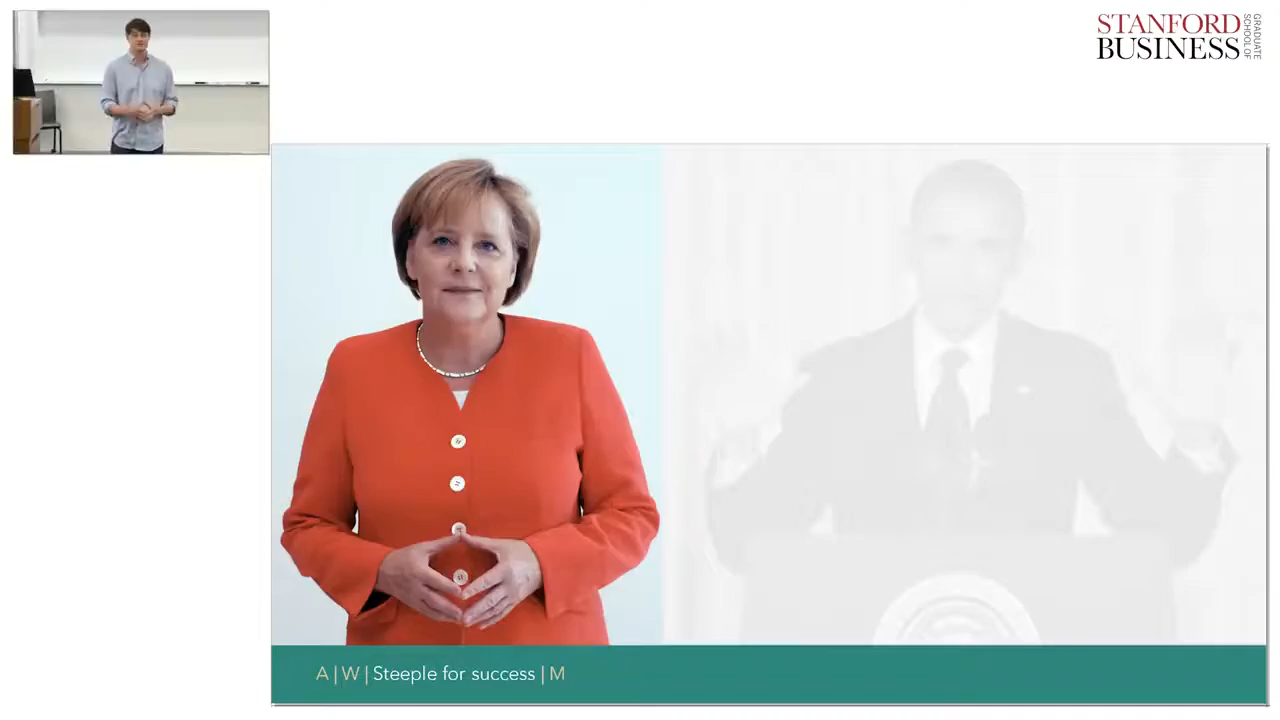 STANFORD
BUSINESS
GRADUATE
SCHOOL OF
A | W | Steeple for success | M